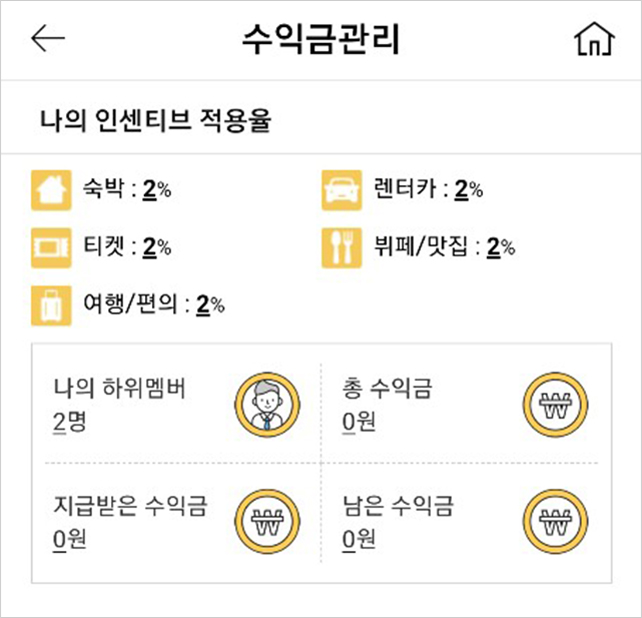 수익금관리
나의 인센티브 적용율
숙박 : 2%
렌터카 : 2%
티켓 : 2%
뷔페/맛집 : 2%
여행/편의 : 2%
나의 하위멤버
2명
총 수익금
0원
지급받은 수익금
0원
남은 수익금
0원